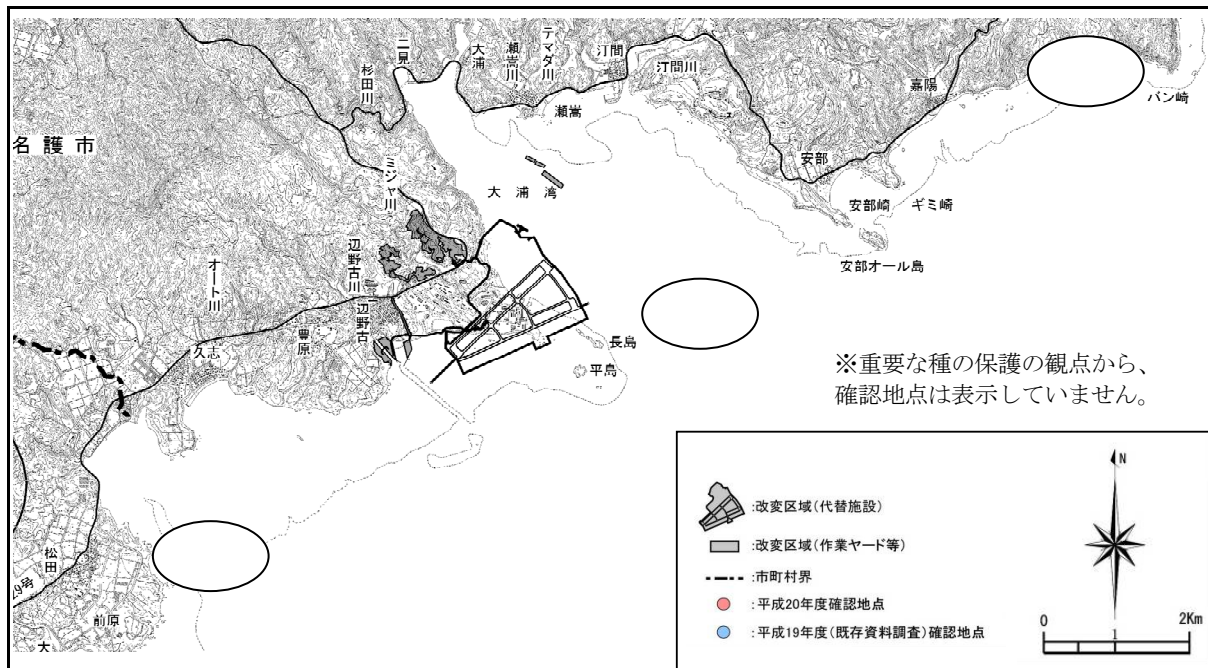 名護市
杉田川
二見
大浦
瀬嵩川
テマダ川
汀間
汀間川
瀬嵩
嘉陽
バン崎
安部
安部崎
ギミ崎
安部オール島
大浦湾
ミジャ川
辺野古川
辺野古
オート川
豊原
久志
長島
平島
松田
前原
大
29号
※重要な種の保護の観点から、
確認地点は表示していません。
:改変区域(代替施設)
:改変区域(作業ヤード等)
:市町村界
:平成20年度確認地点
:平成19年度(既存資料調査)確認地点
N
0 1 2Km